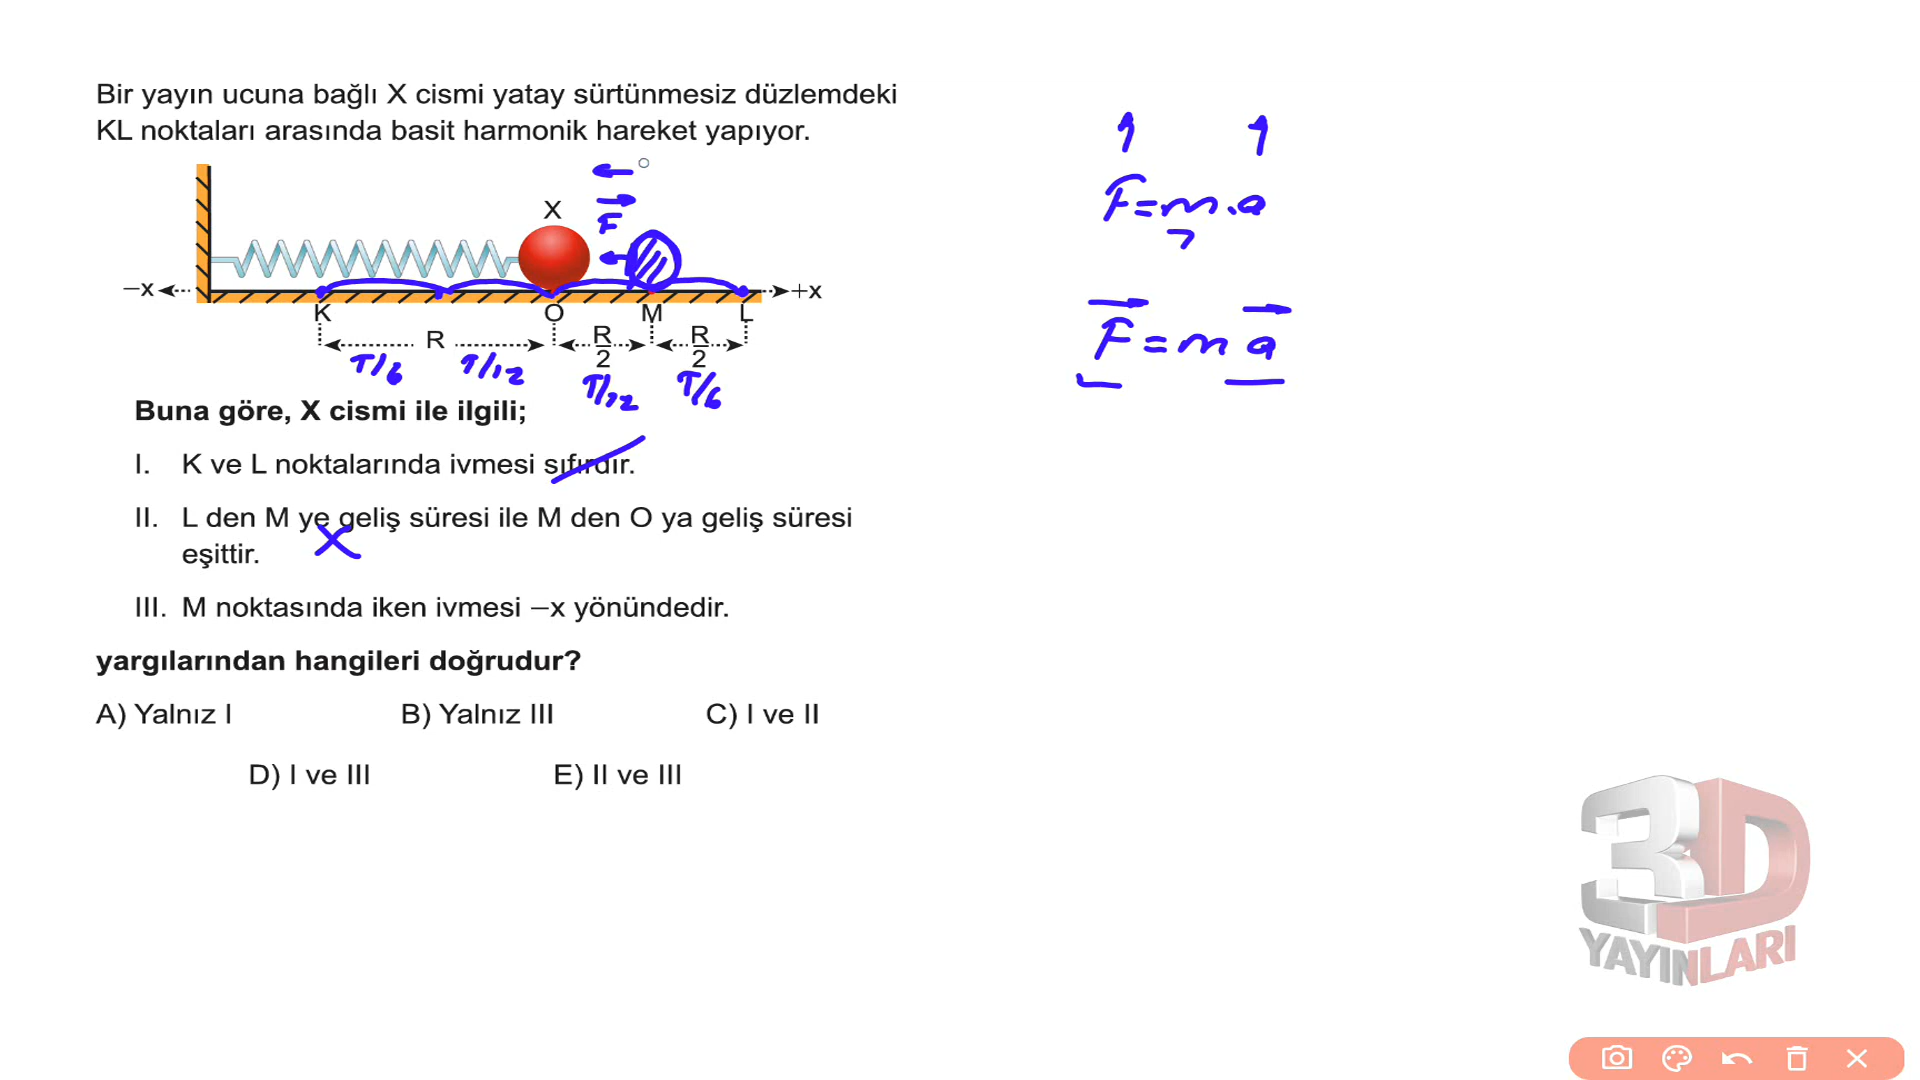 Bir yayın ucuna bağlı X cismi yatay sürtünmesiz düzlemdeki
KL noktaları arasında basit harmonik hareket yapıyor.
F
X
−x
+x
K O M L
R R/2 R/2
T/6 T/12 T/12 T/6
F = m . a
F = m a
Buna göre, X cismi ile ilgili;
I. K ve L noktalarında ivmesi sıfırdır.
II. L den M ye geliş süresi ile M den O ya geliş süresi
eşittir.
III. M noktasında iken ivmesi −x yönündedir.
yargılarından hangileri doğrudur?
A) Yalnız I B) Yalnız III C) I ve II
D) I ve III E) II ve III
3D
YAYINLARI